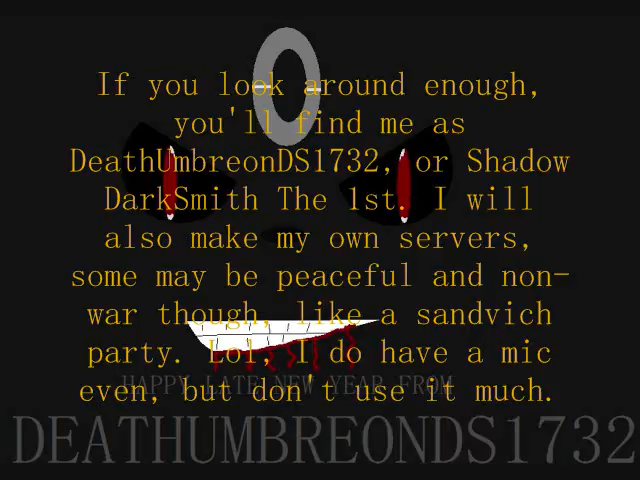 If you look around enough,
you'll find me as
DeathUmbreonDS1732, or Shadow
DarkSmith The 1st. I will
also make my own servers,
some may be peaceful and non-
war though, like a sandvich
party. Lol, I do have a mic
even, but don't use it much.
HAPPY LATE NEW YEAR FROM
DEATHUMBREONDS1732